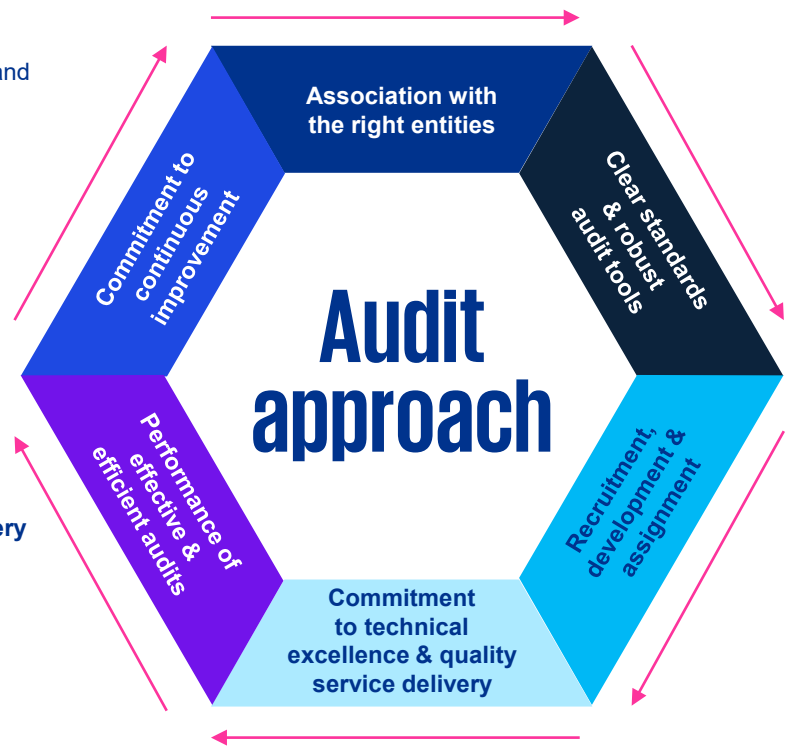 and
ery
Association with
the right entities
Clear standards
& robust
audit tools
Recruitment,
development &
assignment
Commitment
to technical
excellence & quality
service delivery
Performance of
effective &
efficient audits
Commitment to
continuous
improvement
Audit
approach